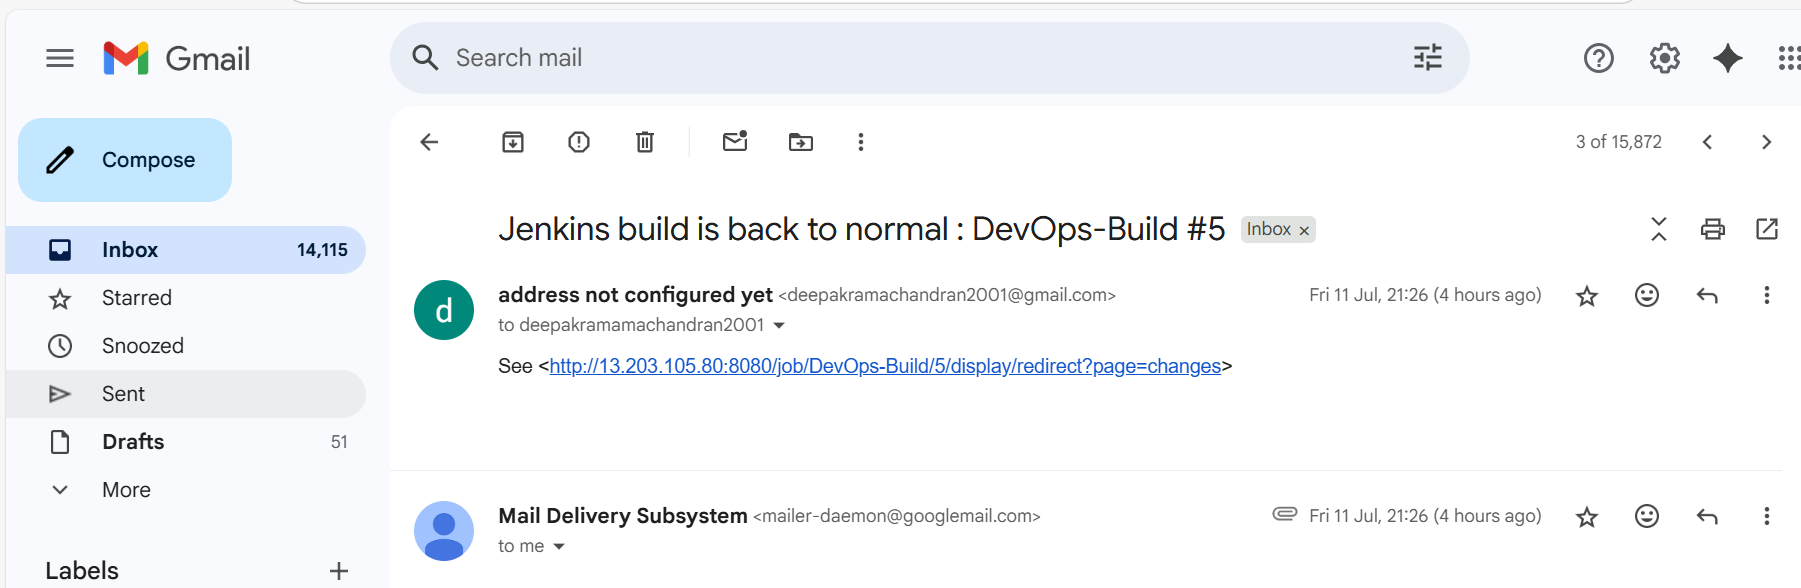 Gmail
Search mail
Compose
3 of 15,872
Inbox 14,115
Starred
Snoozed
Sent
Drafts 51
More
Labels
Jenkins build is back to normal : DevOps-Build #5 Inbox ×
address not configured yet <deepakramachandran2001@gmail.com> Fri 11 Jul, 21:26 (4 hours ago)
d
to deepakramamachandran2001
See <http://13.203.105.80:8080/job/DevOps-Build/5/display/redirect?page=changes>
Mail Delivery Subsystem <mailer-daemon@googlemail.com> Fri 11 Jul, 21:26 (4 hours ago)
to me